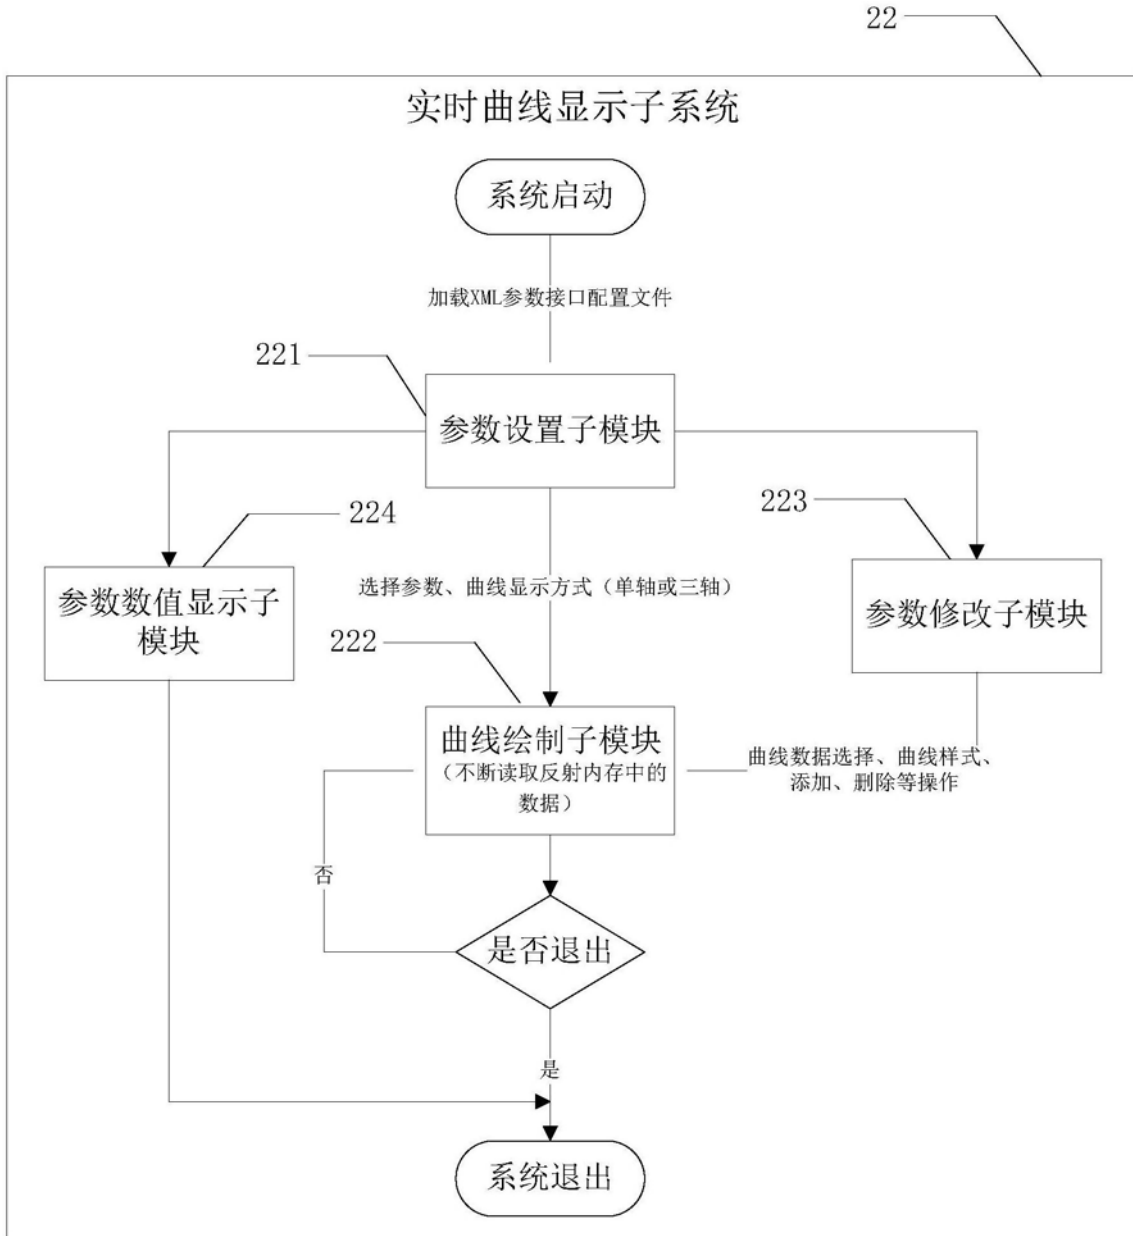 22
实时曲线显示子系统
系统启动
加载XML参数接口配置文件
221
参数设置子模块
224
223
参数数值显示子
模块
选择参数、曲线显示方式（单轴或三轴）
参数修改子模块
222
曲线绘制子模块
（不断读取反射内存中的
数据）
曲线数据选择、曲线样式、
添加、删除等操作
否
是否退出
是
系统退出